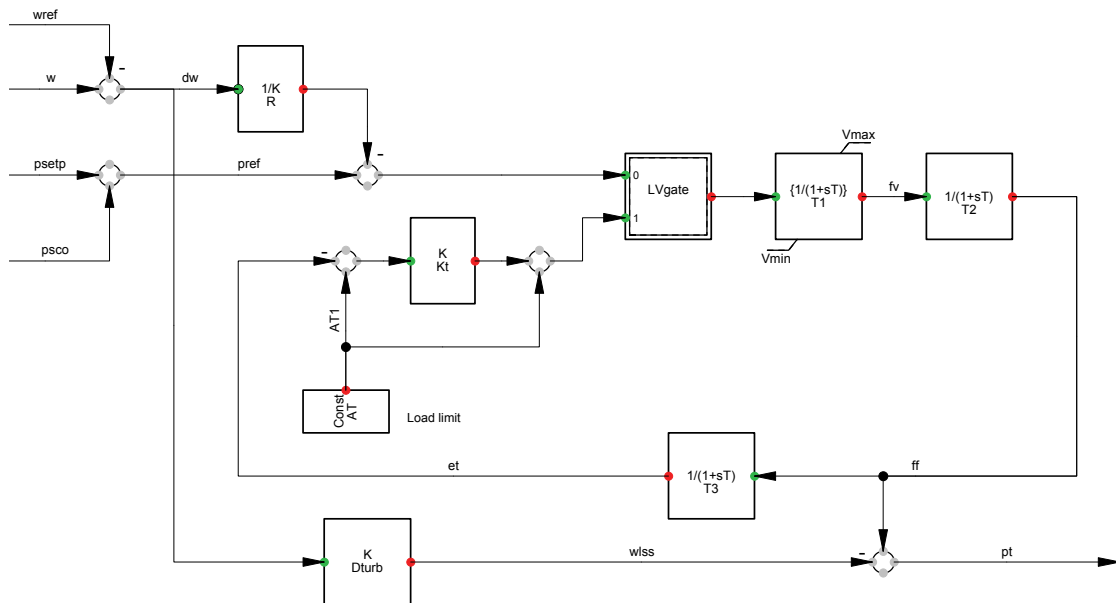 wref
-
w
dw
1/K
R
Vmax
-
psetp
pref
0
LVgate
{1/(1+sT)}
T1
fv
1/(1+sT)
T2
1
psco
-
K
Kt
Vmin
AT1
Const
AT
Load limit
et
1/(1+sT)
T3
ff
K
Dturb
wlss
-
pt